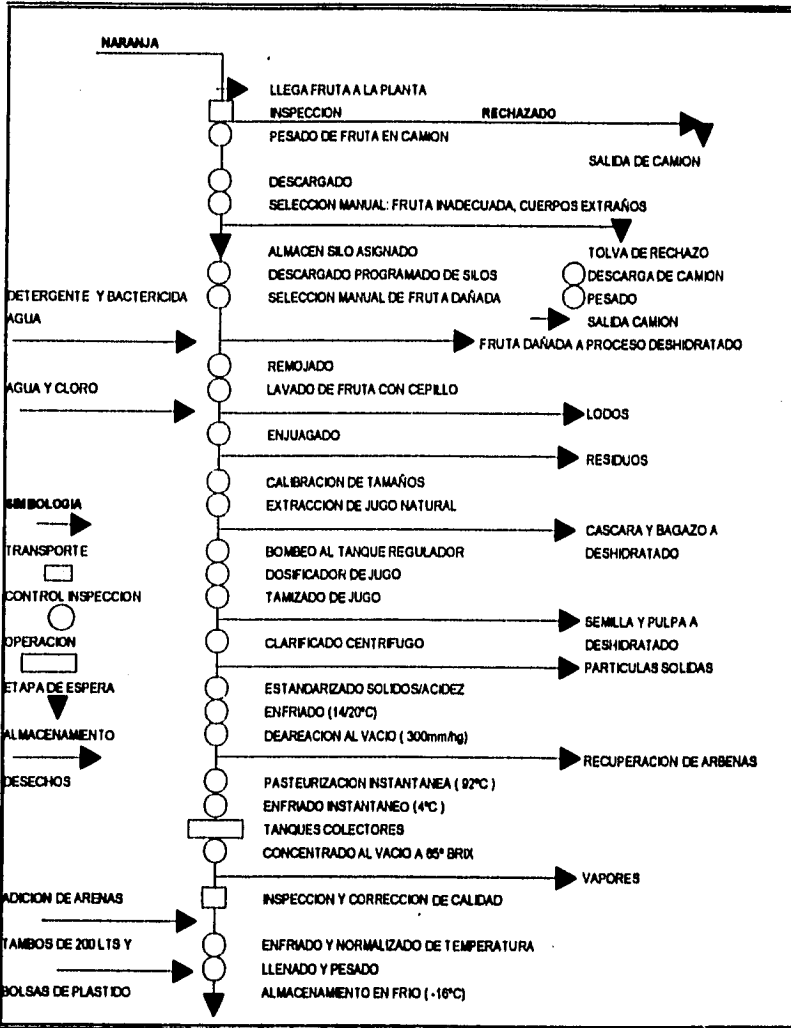 NARANJA
LLEGA FRUTA A LA PLANTA
INSPECCION
RECHAZADO
PESADO DE FRUTA EN CAMION
SALIDA DE CAMION
DESCARGADO
SELECCION MANUAL: FRUTA INADECUADA, CUERPOS EXTRAÑOS
ALMACEN SILO ASIGNADO
TOLVA DE RECHAZO
DESCARGADO PROGRAMADO DE SILOS
DESCARGA DE CAMION
DETERGENTE Y BACTERICIDA
SELECCION MANUAL DE FRUTA DAÑADA
PESADO
AGUA
SALIDA CAMION
FRUTA DAÑADA A PROCESO DESHIDRATADO
REMOJADO
AGUA Y CLORO
LAVADO DE FRUTA CON CEPILLO
LODOS
ENJUAGADO
RESIDUOS
CALIBRACION DE TAMAÑOS
SIMBOLOGIA
EXTRACCION DE JUGO NATURAL
CASCARA Y BAGAZO A
DESHIDRATADO
TRANSPORTE
BOMBEO AL TANQUE REGULADOR
DOSIFICADOR DE JUGO
CONTROL INSPECCION
TAMIZADO DE JUGO
SEMILLA Y PULPA A
DESHIDRATADO
OPERACION
CLARIFICADO CENTRIFUGO
PARTICULAS SOLIDAS
ETAPA DE ESPERA
ESTANDARIZADO SOLIDOS/ACIDEZ
ENFRIADO (14/20ºC)
ALMACENAMIENTO
DEAREACION AL VACIO ( 300mm/hg)
RECUPERACION DE ARBENAS
DESECHOS
PASTEURIZACION INSTANTANEA ( 92ºC )
ENFRIADO INSTANTANEO (4ºC )
TANQUES COLECTORES
CONCENTRADO AL VACIO A 65º BRIX
VAPORES
ADICION DE ARENAS
INSPECCION Y CORRECCION DE CALIDAD
TAMBOS DE 200 LTS Y
ENFRIADO Y NORMALIZADO DE TEMPERATURA
LLENADO Y PESADO
BOLSAS DE PLASTIDO
ALMACENAMIENTO EN FRIO ( -16ºC)